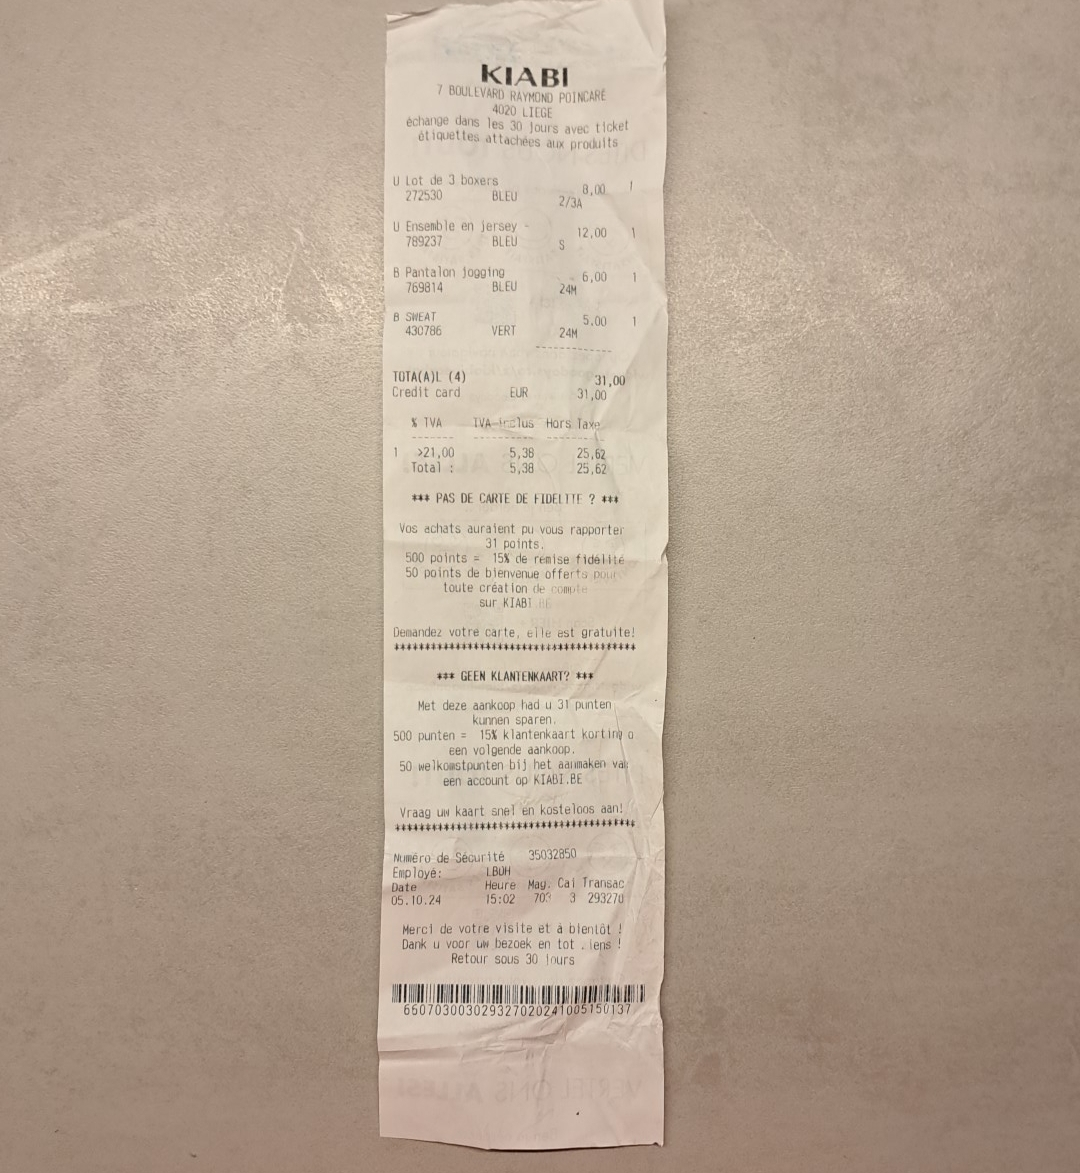 KIABI
7 BOULEVARD RAYMOND POINCARÉ
4020 LIEGE
échange dans les 30 jours avec ticket
étiquettes attachées aux produits
U Lot de 3 boxers 8,00 1
272530 BLEU 2/3A
U Ensemble en jersey - 12,00 1
789237 BLEU S
B Pantalon jogging 6,00 1
769814 BLEU 24M
B SWEAT 5.00 1
430786 VERT 24M
------------
TOTA(A)L (4) 31,00
Credit card EUR 31,00
% TVA TVA-inclus Hors Taxe
------- ---------- ---------
1 >21,00 5,38 25,62
Total : 5,38 25,62
*** PAS DE CARTE DE FIDELITE ? ***
Vos achats auraient pu vous rapporter
31 points.
500 points = 15% de remise fidélité
50 points de bienvenue offerts pour
toute création de compte
sur KIABI.BE
Demandez votre carte, elle est gratuite!
****************************************
*** GEEN KLANTENKAART? ***
Met deze aankoop had u 31 punten
kunnen sparen.
500 punten = 15% klantenkaart korting o
een volgende aankoop.
50 welkomstpunten bij het aanmaken van
een account op KIABI.BE
Vraag uw kaart snel en kosteloos aan!
****************************************
Numéro de Sécurité 35032850
Employé: LBDH
Date Heure Mag. Cai Transac
05.10.24 15:02 703 3 293270
Merci de votre visite et à bientôt !
Dank u voor uw bezoek en tot !
Retour sous 30 jours
650703003029327020241005150137